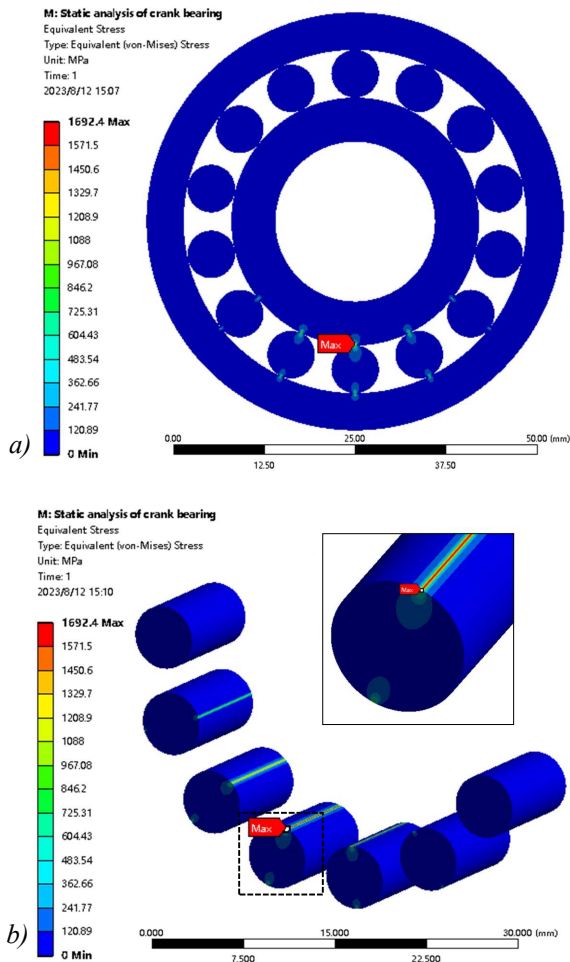 M: Static analysis of crank bearing
Equivalent Stress
Type: Equivalent (von-Mises) Stress
Unit: MPa
Time: 1
2023/8/12 15:07
1692.4 Max
1571.5
1450.6
1329.7
1208.9
1088
967.08
846.2
725.31
604.43
483.54
362.66
241.77
120.89
0 Min
Max
0.00 25.00 50.00 (mm)
12.50 37.50
a)
M: Static analysis of crank bearing
Equivalent Stress
Type: Equivalent (von-Mises) Stress
Unit: MPa
Time: 1
2023/8/12 15:10
1692.4 Max
1571.5
1450.6
1329.7
1208.9
1088
967.08
846.2
725.31
604.43
483.54
362.66
241.77
120.89
0 Min
Max
Max
0.000 15.000 30.000 (mm)
7.500 22.500
b)